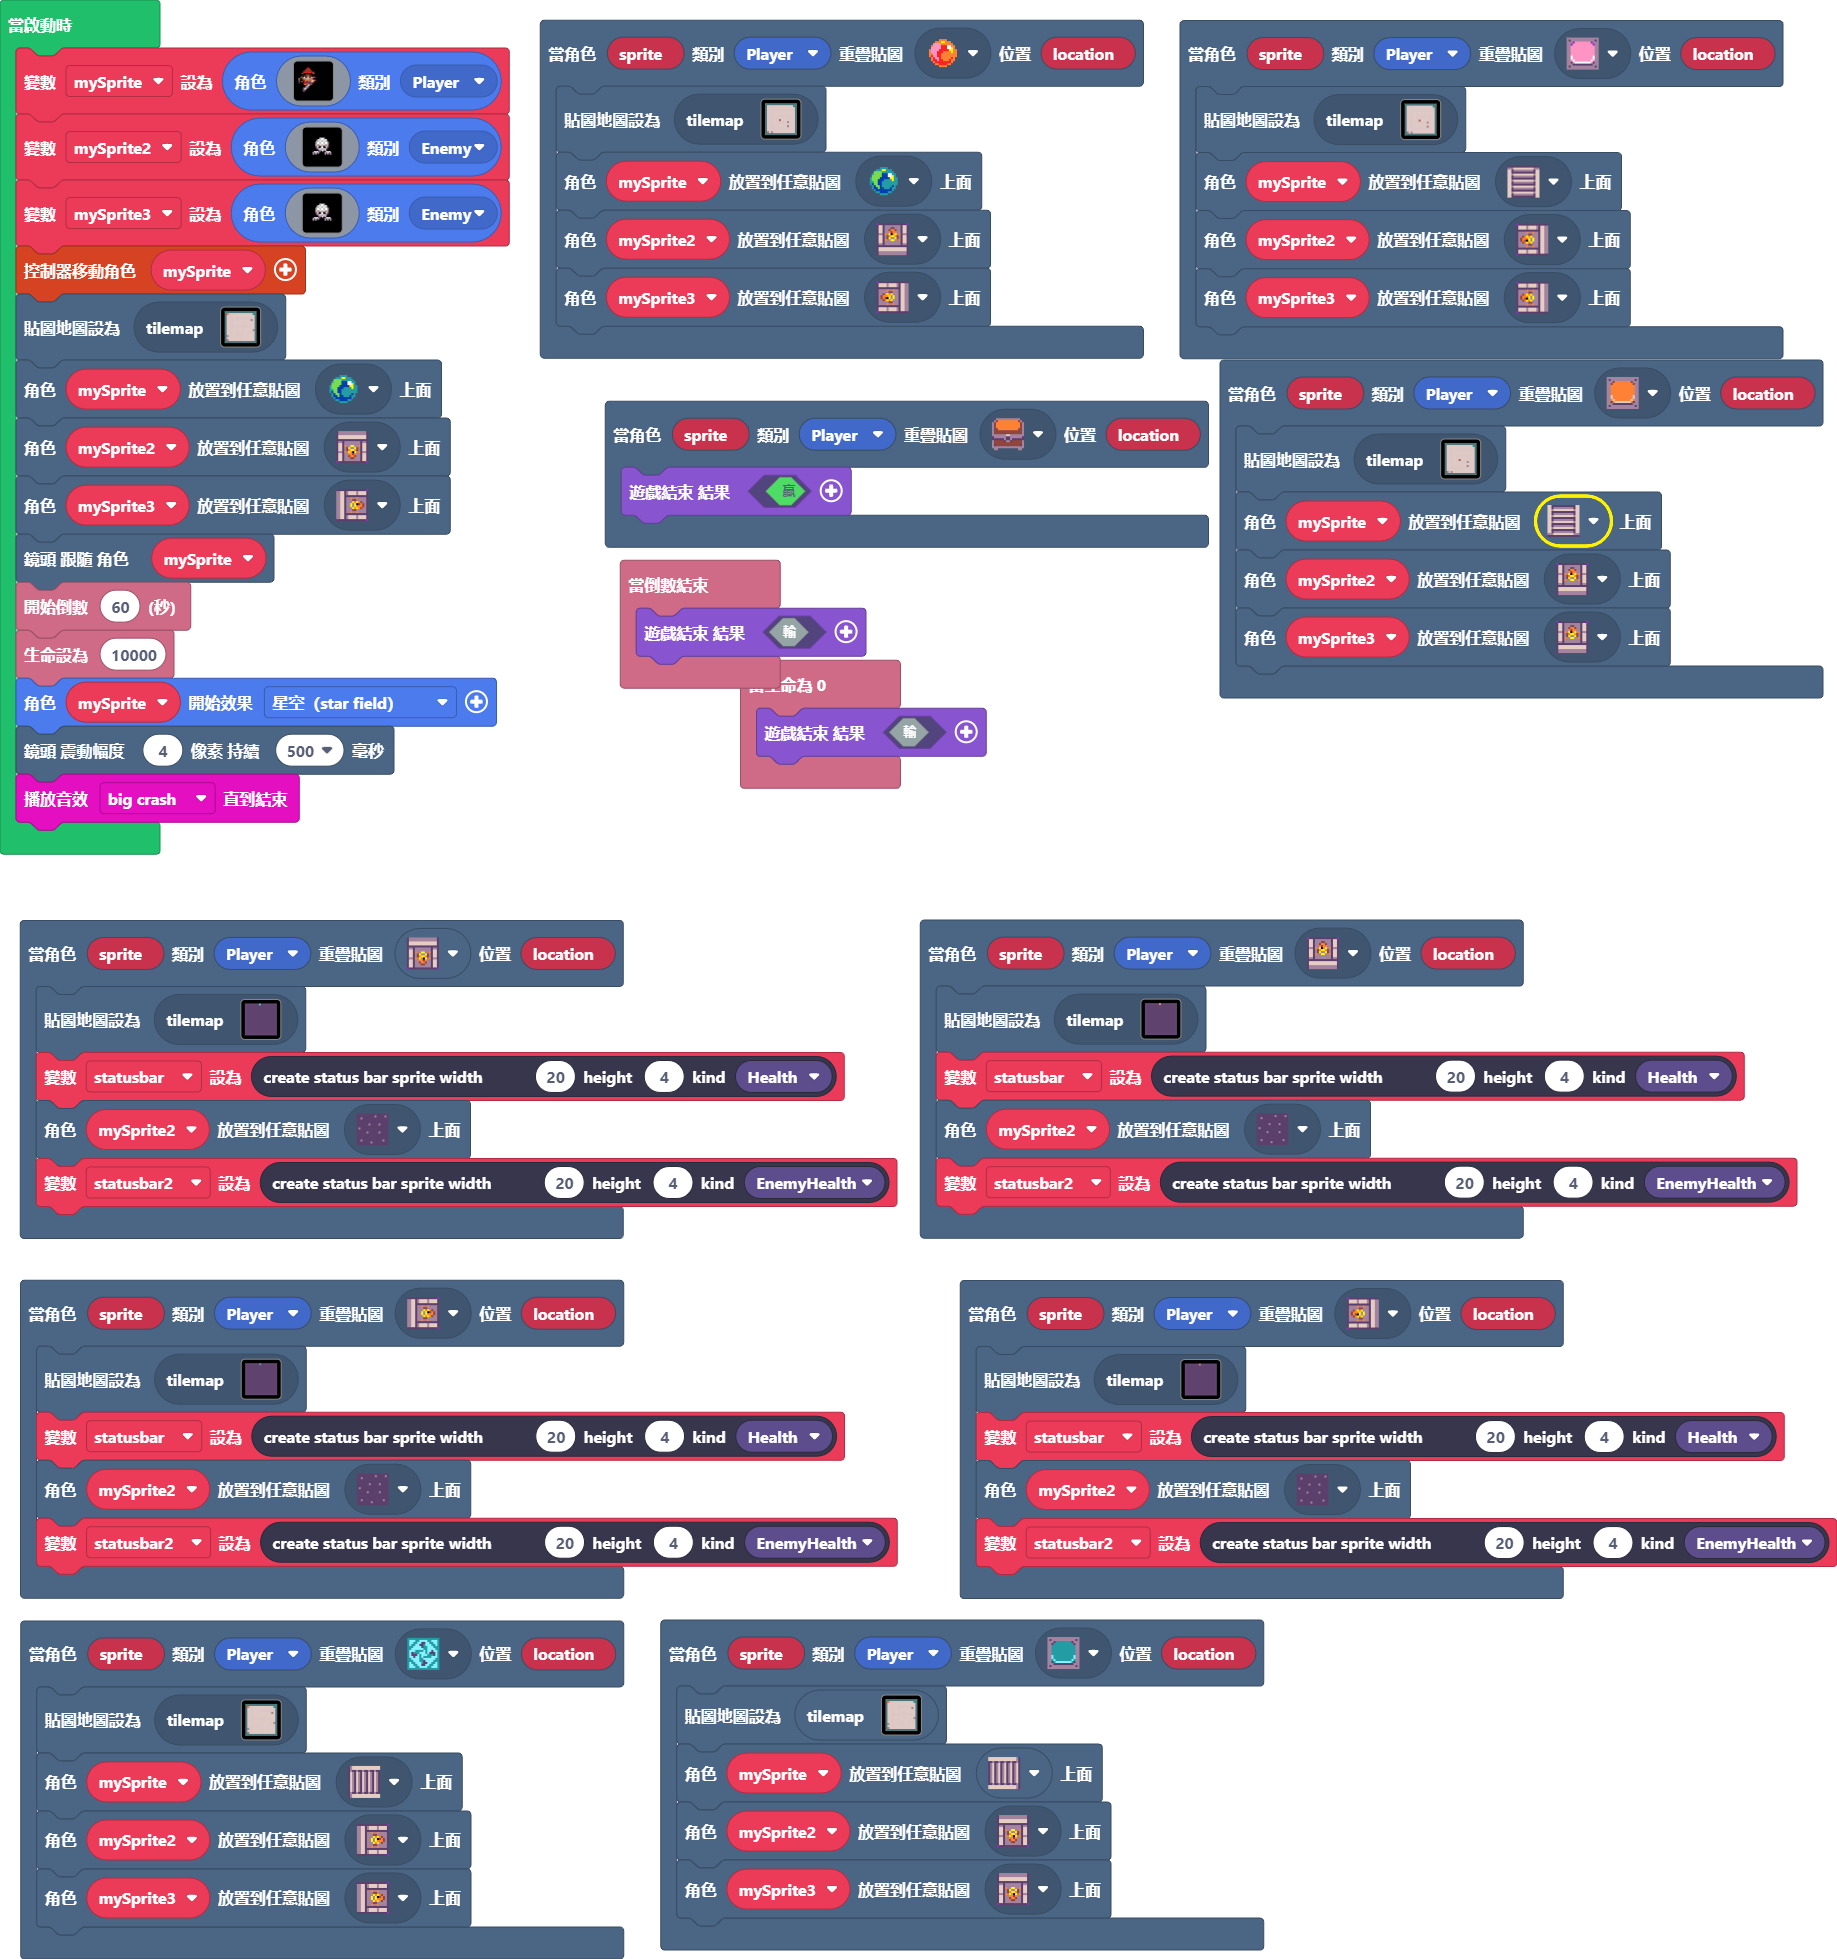 當啟動時
變數 mySprite 設為 角色 類別 Player
變數 mySprite2 設為 角色 類別 Enemy
變數 mySprite3 設為 角色 類別 Enemy
控制器移動角色 mySprite
貼圖地圖設為 tilemap
角色 mySprite 放置到任意貼圖 上面
角色 mySprite2 放置到任意貼圖 上面
角色 mySprite3 放置到任意貼圖 上面
鏡頭 跟隨 角色 mySprite
開始倒數 60 (秒)
生命設為 10000
角色 mySprite 開始效果 星空 (star field)
鏡頭 震動幅度 4 像素 持續 500 毫秒
播放音效 big crash 直到結束
當角色 sprite 類別 Player 重疊貼圖 位置 location
貼圖地圖設為 tilemap
角色 mySprite 放置到任意貼圖 上面
角色 mySprite2 放置到任意貼圖 上面
角色 mySprite3 放置到任意貼圖 上面
當角色 sprite 類別 Player 重疊貼圖 位置 location
貼圖地圖設為 tilemap
角色 mySprite 放置到任意貼圖 上面
角色 mySprite2 放置到任意貼圖 上面
角色 mySprite3 放置到任意貼圖 上面
當角色 sprite 類別 Player 重疊貼圖 位置 location
遊戲結束 結果 贏
當角色 sprite 類別 Player 重疊貼圖 位置 location
貼圖地圖設為 tilemap
角色 mySprite 放置到任意貼圖 上面
角色 mySprite2 放置到任意貼圖 上面
角色 mySprite3 放置到任意貼圖 上面
當倒數結束
遊戲結束 結果 輸
命為 0
遊戲結束 結果 輸
當角色 sprite 類別 Player 重疊貼圖 位置 location
貼圖地圖設為 tilemap
變數 statusbar 設為 create status bar sprite width 20 height 4 kind Health
角色 mySprite2 放置到任意貼圖 上面
變數 statusbar2 設為 create status bar sprite width 20 height 4 kind EnemyHealth
當角色 sprite 類別 Player 重疊貼圖 位置 location
貼圖地圖設為 tilemap
變數 statusbar 設為 create status bar sprite width 20 height 4 kind Health
角色 mySprite2 放置到任意貼圖 上面
變數 statusbar2 設為 create status bar sprite width 20 height 4 kind EnemyHealth
當角色 sprite 類別 Player 重疊貼圖 位置 location
貼圖地圖設為 tilemap
變數 statusbar 設為 create status bar sprite width 20 height 4 kind Health
角色 mySprite2 放置到任意貼圖 上面
變數 statusbar2 設為 create status bar sprite width 20 height 4 kind EnemyHealth
當角色 sprite 類別 Player 重疊貼圖 位置 location
貼圖地圖設為 tilemap
變數 statusbar 設為 create status bar sprite width 20 height 4 kind Health
角色 mySprite2 放置到任意貼圖 上面
變數 statusbar2 設為 create status bar sprite width 20 height 4 kind EnemyHealth
當角色 sprite 類別 Player 重疊貼圖 位置 location
貼圖地圖設為 tilemap
角色 mySprite 放置到任意貼圖 上面
角色 mySprite2 放置到任意貼圖 上面
角色 mySprite3 放置到任意貼圖 上面
當角色 sprite 類別 Player 重疊貼圖 位置 location
貼圖地圖設為 tilemap
角色 mySprite 放置到任意貼圖 上面
角色 mySprite2 放置到任意貼圖 上面
角色 mySprite3 放置到任意貼圖 上面